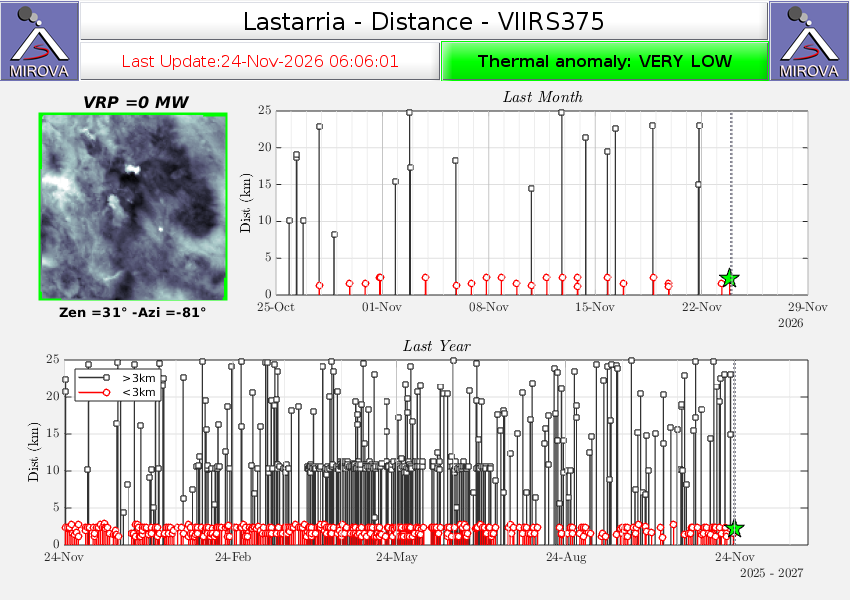 MIROVA
Lastarria - Distance - VIIRS375
Last Update:24-Nov-2026 06:06:01
Thermal anomaly: VERY LOW
MIROVA
VRP =0 MW
Zen =31° -Azi =-81°
Last Month
Dist (km)
25
20
15
10
5
0
25-Oct
01-Nov
08-Nov
15-Nov
22-Nov
29-Nov
2026
Last Year
Dist (km)
25
20
15
10
5
0
>3km
<3km
24-Nov
24-Feb
24-May
24-Aug
24-Nov
2025 - 2027